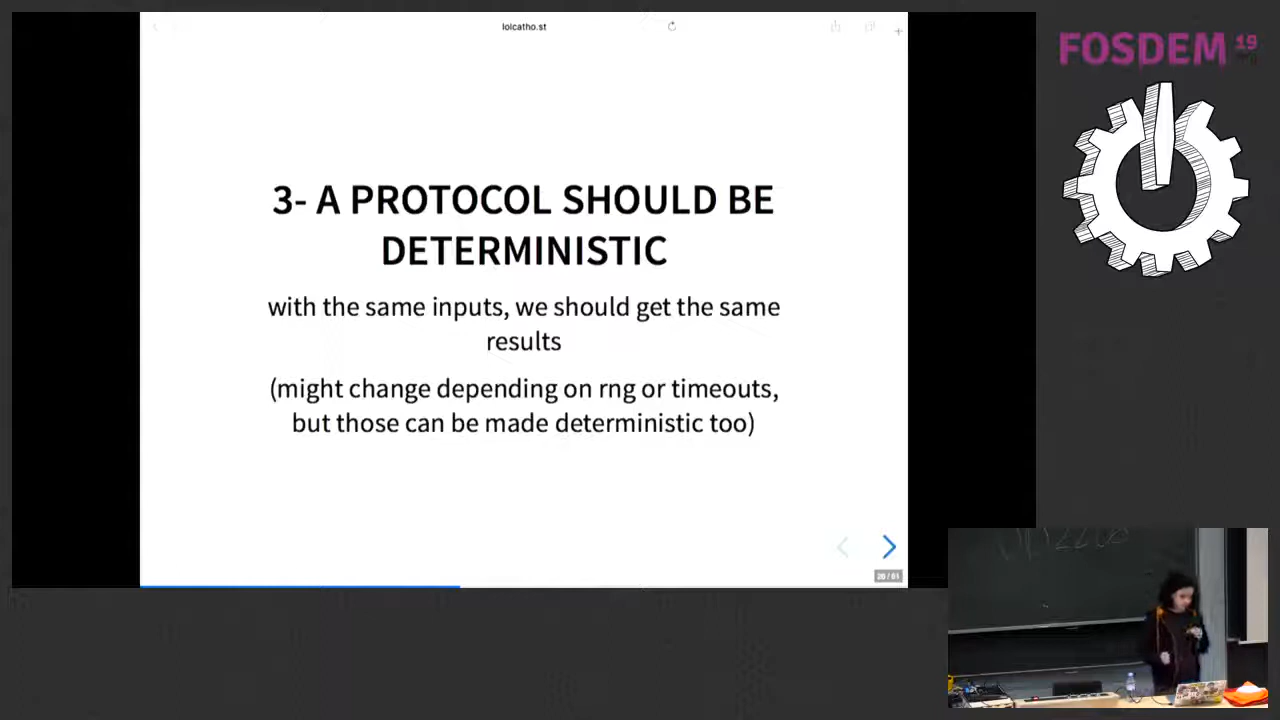 lolcatho.st
FOSDEM 19
3- A PROTOCOL SHOULD BE
DETERMINISTIC
with the same inputs, we should get the same
results
(might change depending on rng or timeouts,
but those can be made deterministic too)